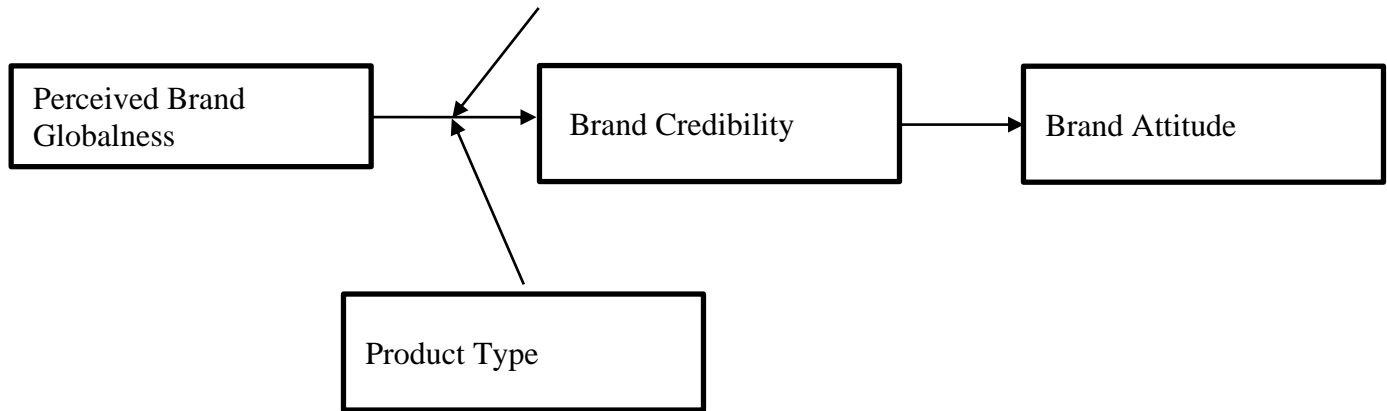 Perceived Brand
Globalness
Brand Credibility
Brand Attitude
Product Type